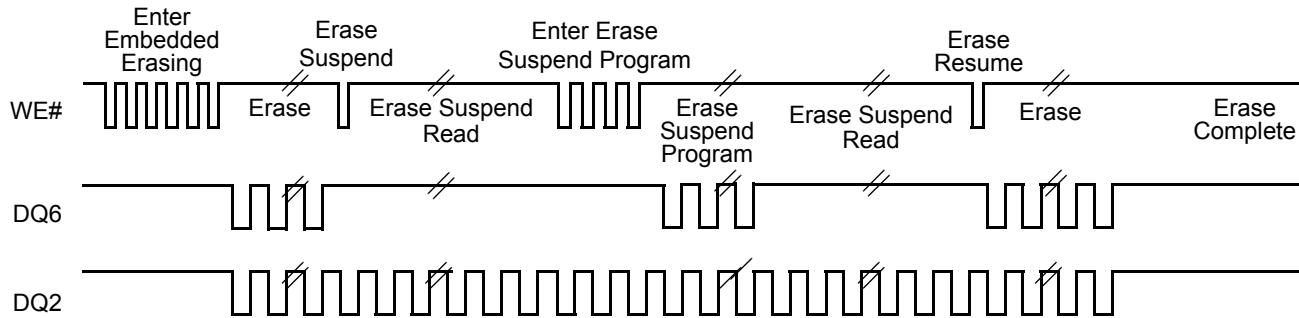 Enter
Embedded
Erasing
Erase
Suspend
Enter Erase
Suspend Program
Erase
Resume
WE#
Erase
Erase Suspend
Read
Erase
Suspend
Program
Erase Suspend
Read
Erase
Erase
Complete
DQ6
DQ2